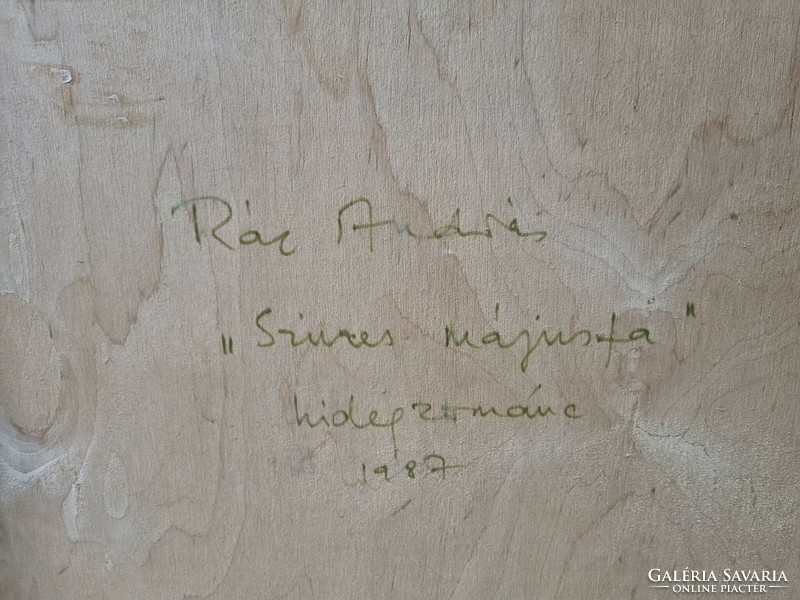 Rác András
„Színes májusfa"
hidegzománc
1987
GALÉRIA SAVARIA
ONLINE PIACTÉR